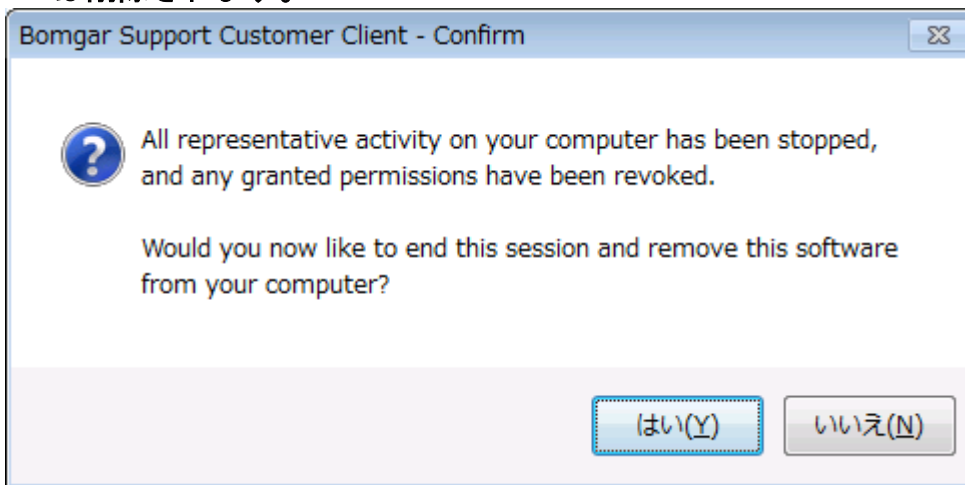 Bomgar Support Customer Client - Confirm
All representative activity on your computer has been stopped,
and any granted permissions have been revoked.
Would you now like to end this session and remove this software
from your computer?
はい(Y)
いいえ(N)